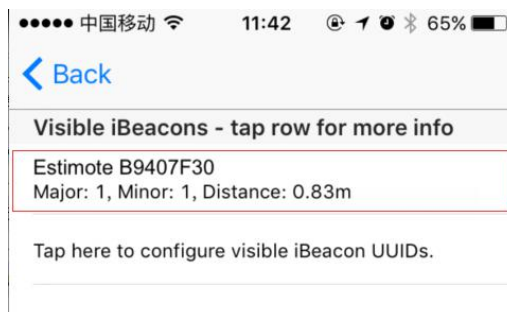 中国移动 11:42 65%
Back
Visible iBeacons - tap row for more info
Estimote B9407F30
Major: 1, Minor: 1, Distance: 0.83m
Tap here to configure visible iBeacon UUIDs.